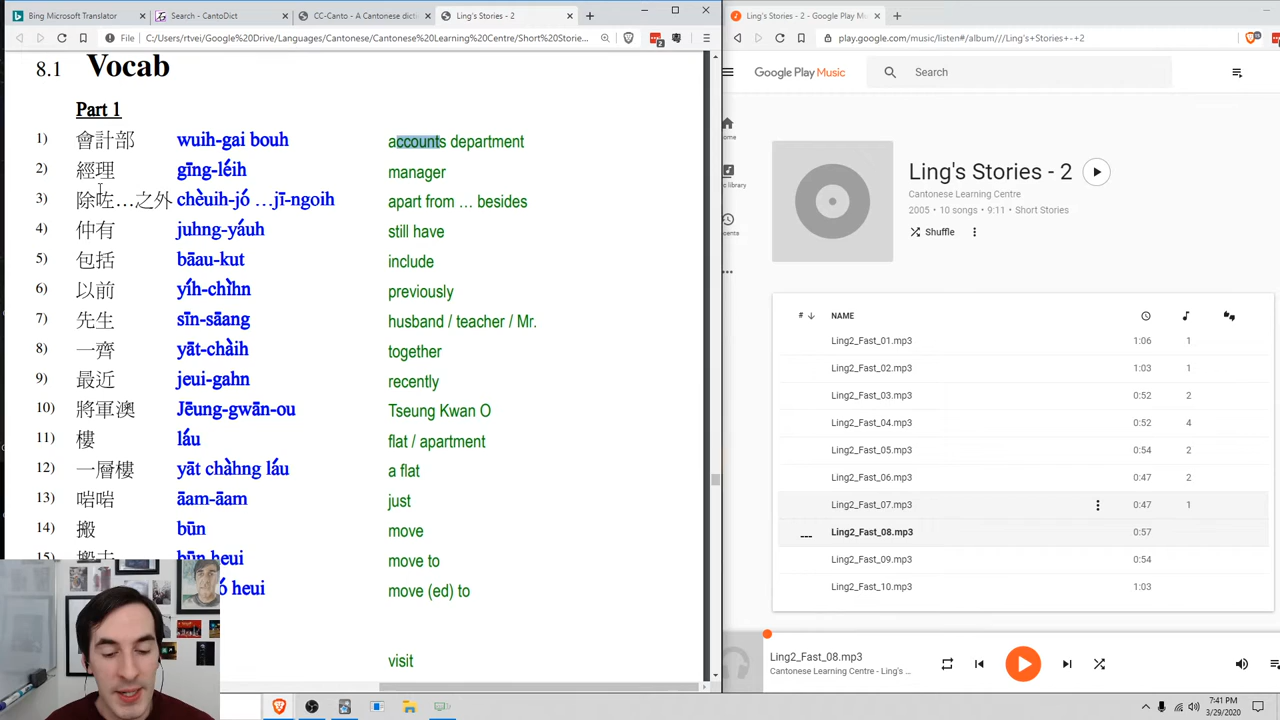 Bing Microsoft Translator
Search - CantoDict
CC-Canto - A Cantonese dict
Ling's Stories - 2
File C:/Users/rtvei/Google%20Drive/Languages/Cantonese/Cantonese%20Learning%20Centre/Short%20Storie...
8.1 Vocab
Part 1
1) 會計部 wuih-gai bouh accounts department
2) 經理 gīng-léih manager
3) 除咗…之外 chèuih-jó …jī-ngoih apart from … besides
4) 仲有 juhng-yáuh still have
5) 包括 bāau-kut include
6) 以前 yíh-chìhn previously
7) 先生 sīn-sāang husband / teacher / Mr.
8) 一齊 yāt-chàih together
9) 最近 jeui-gahn recently
10) 將軍澳 Jēung-gwān-ou Tseung Kwan O
11) 樓 láu flat / apartment
12) 一層樓 yāt chàhng láu a flat
13) 啱啱 āam-āam just
14) 搬 būn move
15) 搬去 būn heui move to
ó heui move (ed) to
visit
Ling's Stories - 2 - Google Play Mu
play.google.com/music/listen#/album///Ling's+Stories+-+2
Google Play Music
Search
Ling's Stories - 2
Cantonese Learning Centre
2005 • 10 songs • 9:11 • Short Stories
Shuffle
# NAME
Ling2_Fast_01.mp3 1:06 1
Ling2_Fast_02.mp3 1:03 1
Ling2_Fast_03.mp3 0:52 2
Ling2_Fast_04.mp3 0:52 4
Ling2_Fast_05.mp3 0:54 2
Ling2_Fast_06.mp3 0:47 2
Ling2_Fast_07.mp3 0:47 1
Ling2_Fast_08.mp3 0:57
Ling2_Fast_09.mp3 0:54
Ling2_Fast_10.mp3 1:03
Ling2_Fast_08.mp3
Cantonese Learning Centre - Ling's ...
7:41 PM
3/29/2020